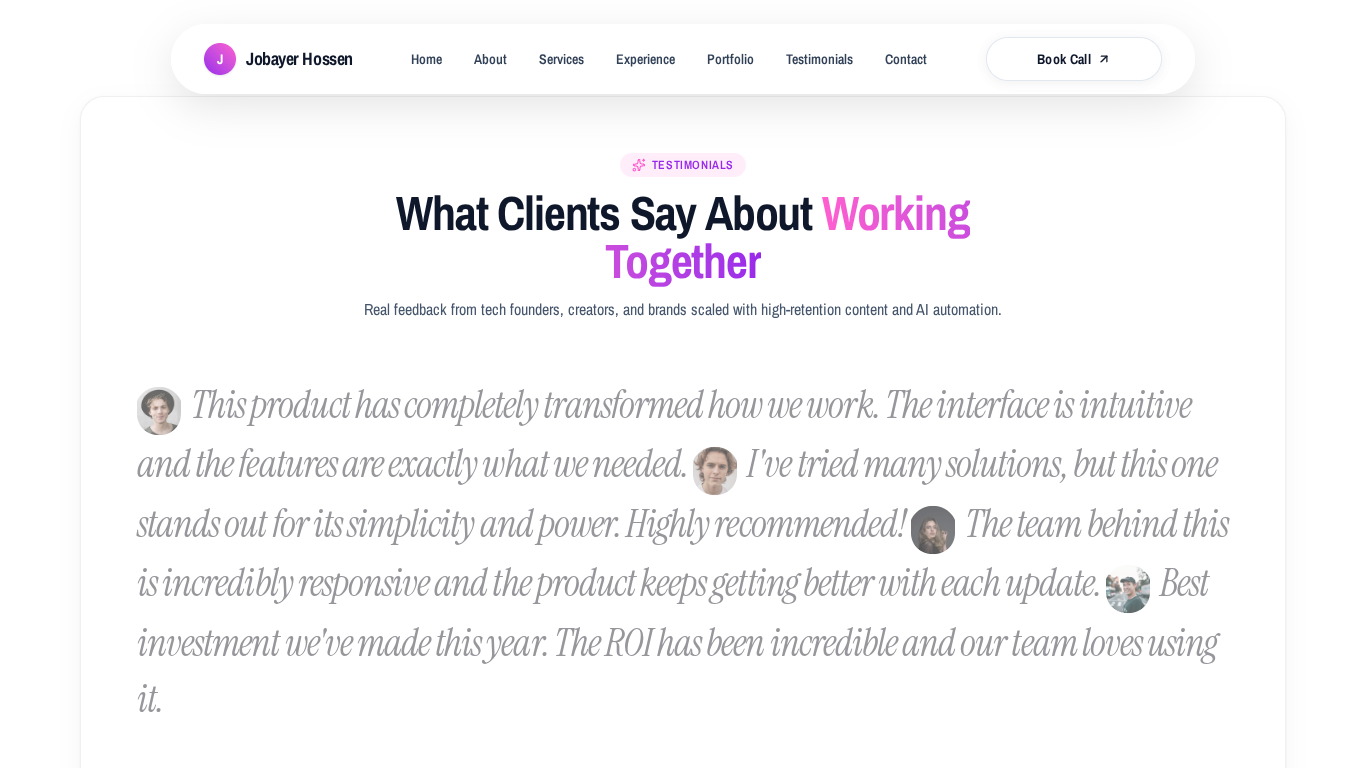 J Jobayer Hossen Home About Services Experience Portfolio Testimonials Contact Book Call
TESTIMONIALS
What Clients Say About Working
Together
Real feedback from tech founders, creators, and brands scaled with high-retention content and AI automation.
This product has completely transformed how we work. The interface is intuitive
and the features are exactly what we needed. I've tried many solutions, but this one
stands out for its simplicity and power. Highly recommended! The team behind this
is incredibly responsive and the product keeps getting better with each update. Best
investment we've made this year. The ROI has been incredible and our team loves using
it.